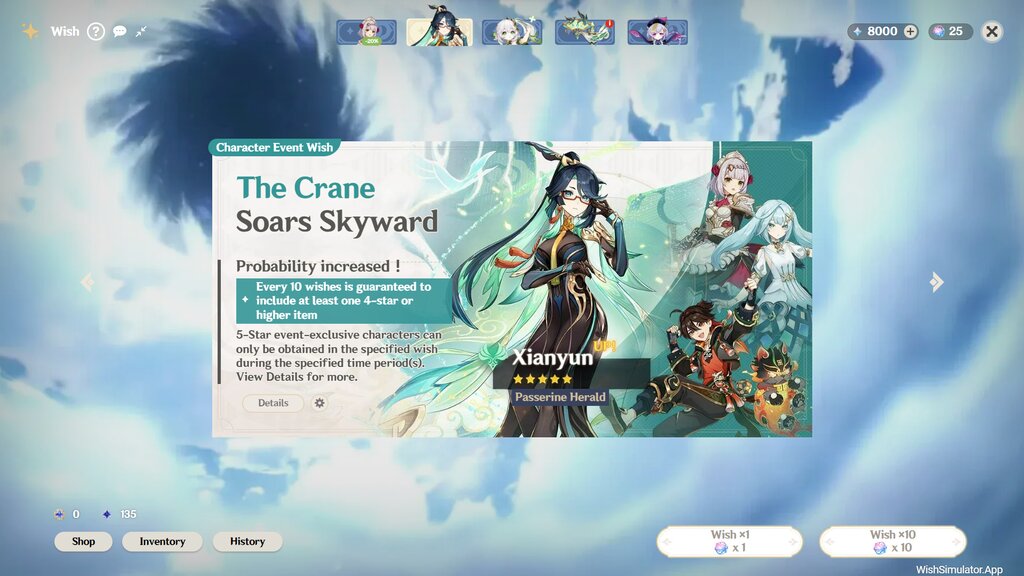 Wish ?
-20%
!
8000 +
25
Character Event Wish
The Crane
Soars Skyward
Probability increased !
Every 10 wishes is guaranteed to
include at least one 4-star or
higher item
5-Star event-exclusive characters can
only be obtained in the specified wish
during the specified time period(s).
View Details for more.
Details
Xianyun UP!
Passerine Herald
0 135
Shop Inventory History
Wish ×1
x 1
Wish ×10
x 10
WishSimulator.App